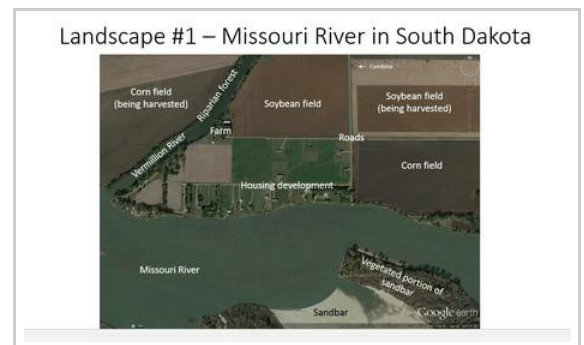 Landscape #1 – Missouri River in South Dakota
Combine
Corn field
(being harvested)
Riparian forest
Soybean field
Soybean field
(being harvested)
Farm
Roads
Vermillion River
Corn field
Housing development
Missouri River
Vegetated portion of
sandbar
Sandbar
Google earth